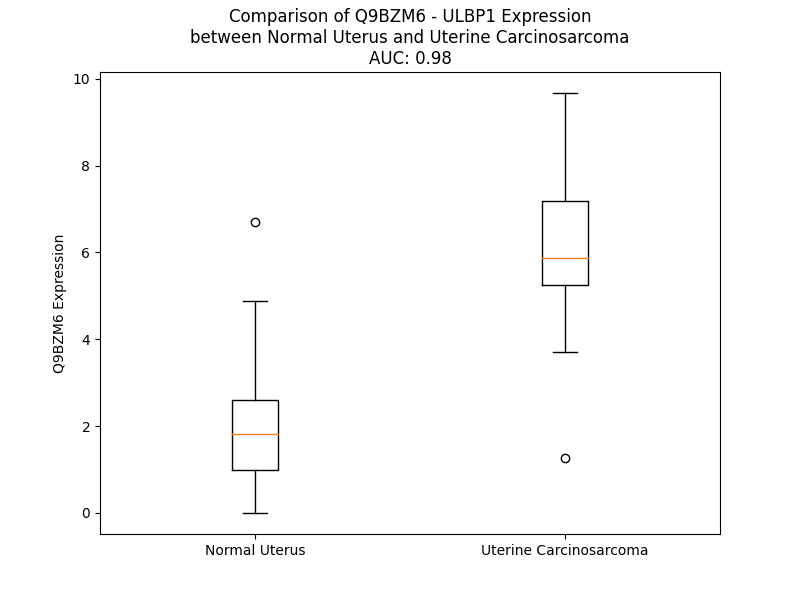 Comparison of Q9BZM6 - ULBP1 Expression
between Normal Uterus and Uterine Carcinosarcoma
AUC: 0.98
10
8
6
4
2
0
Q9BZM6 Expression
Normal Uterus
Uterine Carcinosarcoma